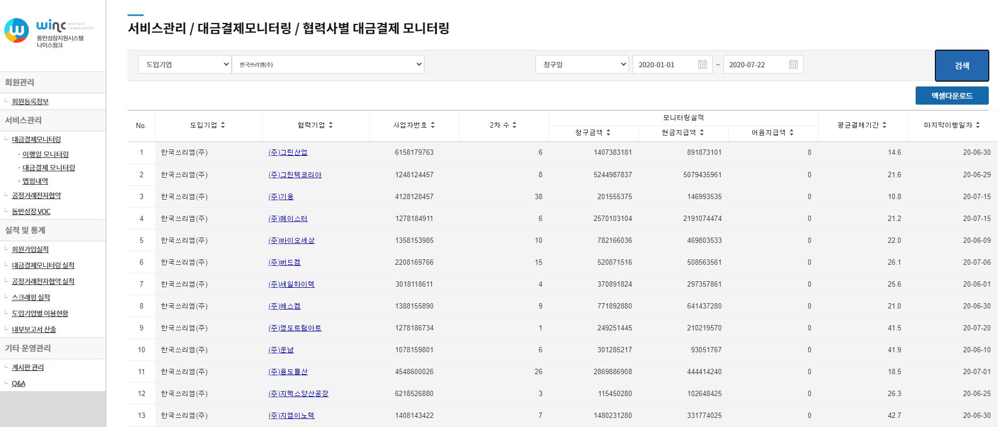 winc win-win cooperation
동반성장지원시스템
나이스윙크
회원관리
회원등록정보
서비스관리
대금결제모니터링
· 이행일 모니터링
· 대금결제 모니터링
· 맵핑내역
공정거래전자협약
동반성장 VOC
실적 및 통계
회원가입실적
대금결제모니터링 실적
공정거래전자협약 실적
스크래핑 실적
도입기업별 이용현황
내부보고서 산출
기타 운영관리
게시판 관리
Q&A
서비스관리 / 대금결제모니터링 / 협력사별 대금결제 모니터링
도입기업 한국쓰리엠(주) 청구일 2020-01-01 ~ 2020-07-22 검색
엑셀다운로드
No. 도입기업 협력기업 사업자번호 2차 수 모니터링실적 평균결제기간 마지막이행일자
청구금액 현금지급액 어음지급액
1 한국쓰리엠(주) (주)그린산업 6158179763 6 1407383181 891873101 0 14.6 20-06-30
2 한국쓰리엠(주) (주)그린텍코리아 1248124457 8 5244987837 5079435961 0 21.6 20-06-29
3 한국쓰리엠(주) (주)기웅 4128128457 38 201555375 146993535 0 10.8 20-07-15
4 한국쓰리엠(주) (주)메이스터 1278184911 6 2570103104 2191074474 0 21.2 20-07-15
5 한국쓰리엠(주) (주)바이오세상 1358153985 10 782166036 469803533 0 22.0 20-06-09
6 한국쓰리엠(주) (주)버드켐 2208169766 15 520871516 508563561 0 26.1 20-07-06
7 한국쓰리엠(주) (주)세일하이텍 3018118611 4 370891824 297357861 0 25.6 20-06-01
8 한국쓰리엠(주) (주)에스켐 1388155890 9 771892880 641437280 0 21.0 20-06-30
9 한국쓰리엠(주) (주)영도트림아트 1278186734 1 249251445 210219570 0 41.5 20-07-20
10 한국쓰리엠(주) (주)운남 1078159801 6 301285217 93051767 0 41.9 20-06-10
11 한국쓰리엠(주) (주)융도물산 4548600026 26 2869886908 444414240 0 18.5 20-07-01
12 한국쓰리엠(주) (주)지맥스양산공장 6218526880 3 115450280 102648425 0 26.3 20-06-25
13 한국쓰리엠(주) (주)지엠이노텍 1408143422 7 1480231280 331774025 0 42.7 20-06-30